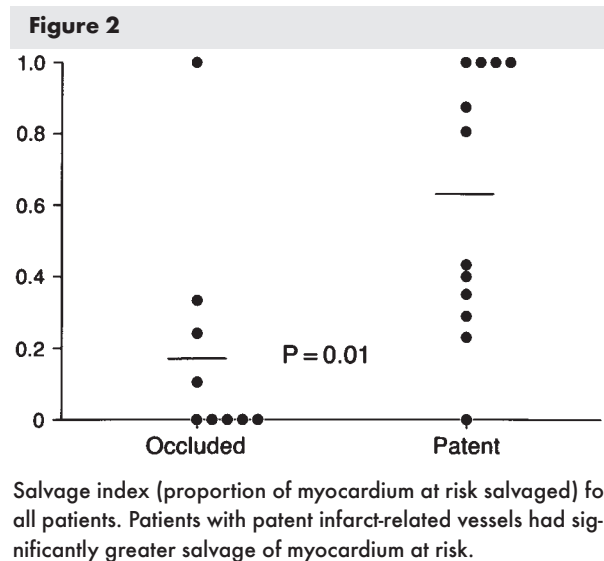 Figure 2
1.0
0.8
0.6
0.4
0.2
0
P = 0.01
Occluded Patent
Salvage index (proportion of myocardium at risk salvaged) fo
all patients. Patients with patent infarct-related vessels had sig-
nificantly greater salvage of myocardium at risk.